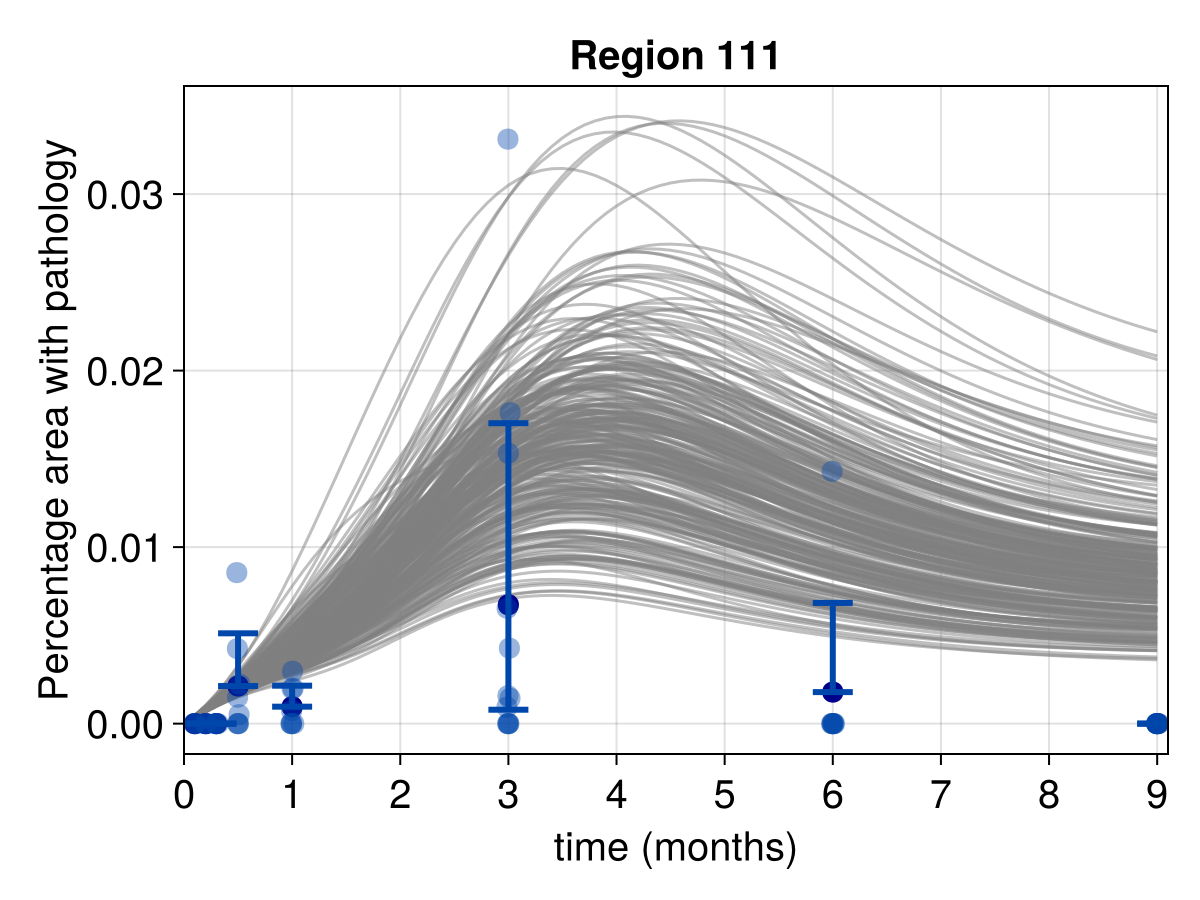 Region 111
Percentage area with pathology
0.03
0.02
0.01
0.00
0 1 2 3 4 5 6 7 8 9
time (months)